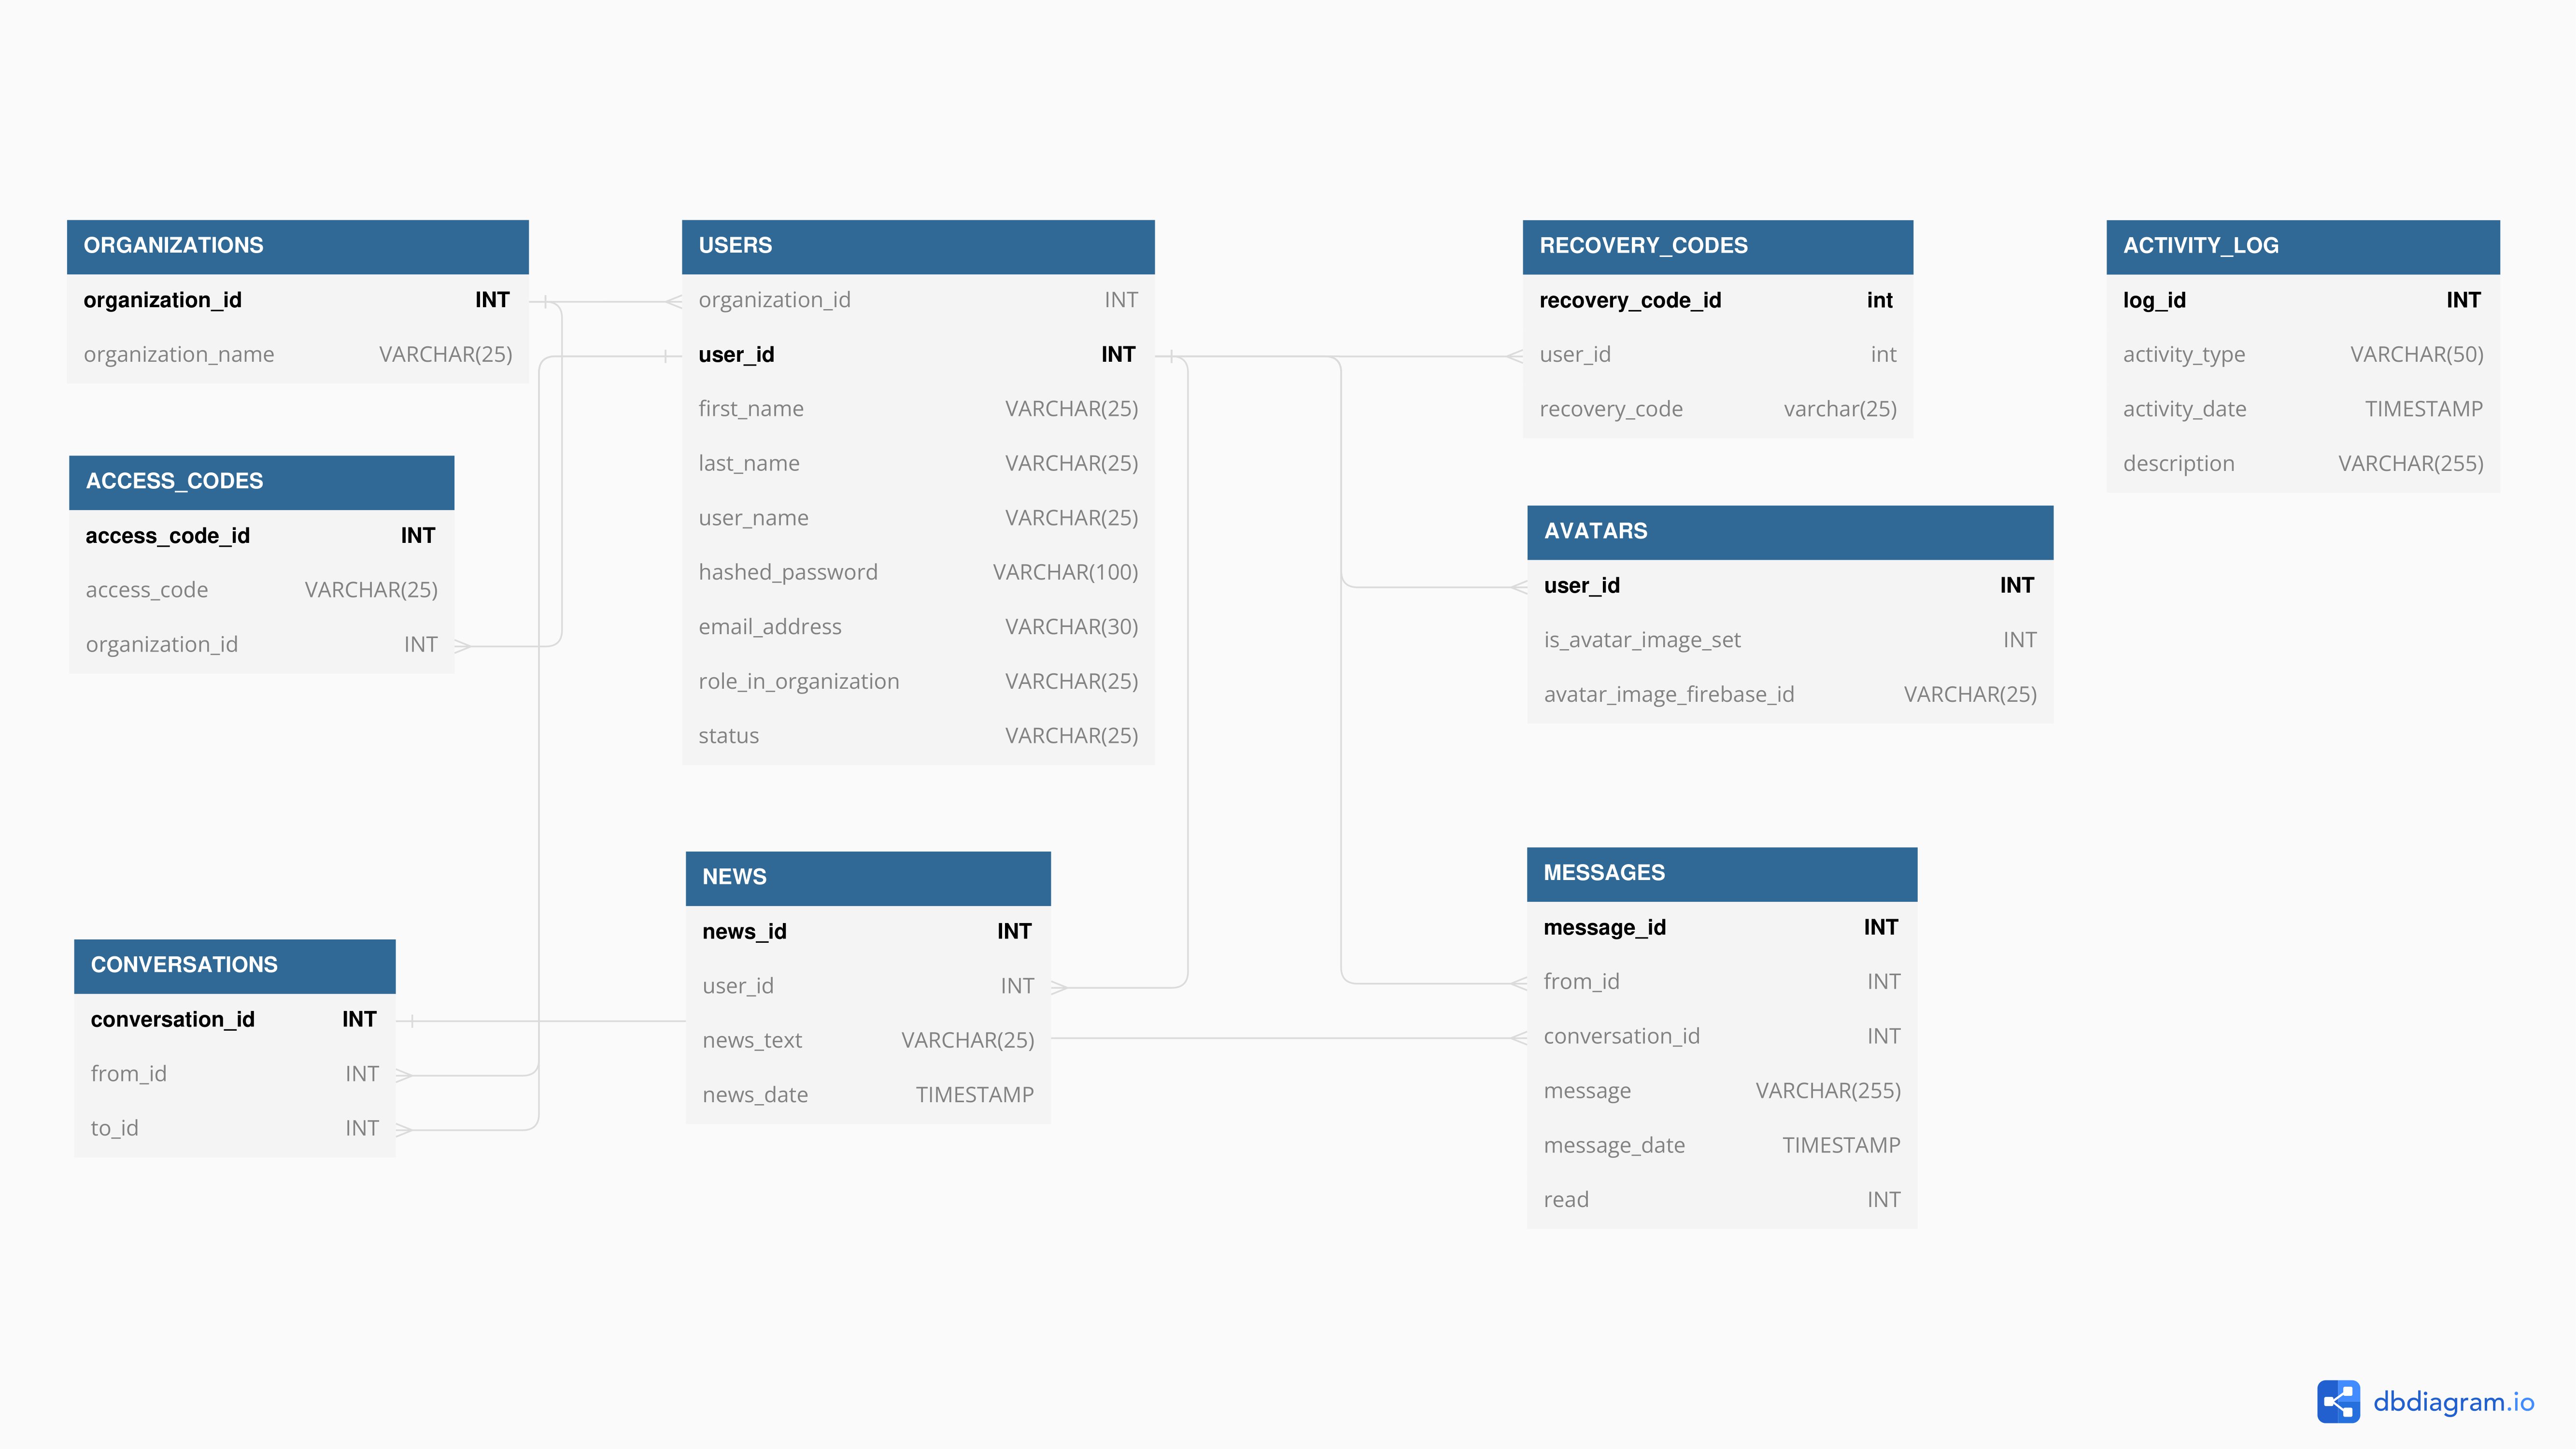 ORGANIZATIONS
organization_id INT
organization_name VARCHAR(25)
ACCESS_CODES
access_code_id INT
access_code VARCHAR(25)
organization_id INT
CONVERSATIONS
conversation_id INT
from_id INT
to_id INT
USERS
organization_id INT
user_id INT
first_name VARCHAR(25)
last_name VARCHAR(25)
user_name VARCHAR(25)
hashed_password VARCHAR(100)
email_address VARCHAR(30)
role_in_organization VARCHAR(25)
status VARCHAR(25)
NEWS
news_id INT
user_id INT
news_text VARCHAR(25)
news_date TIMESTAMP
RECOVERY_CODES
recovery_code_id int
user_id int
recovery_code varchar(25)
AVATARS
user_id INT
is_avatar_image_set INT
avatar_image_firebase_id VARCHAR(25)
MESSAGES
message_id INT
from_id INT
conversation_id INT
message VARCHAR(255)
message_date TIMESTAMP
read INT
ACTIVITY_LOG
log_id INT
activity_type VARCHAR(50)
activity_date TIMESTAMP
description VARCHAR(255)
dbdiagram.io